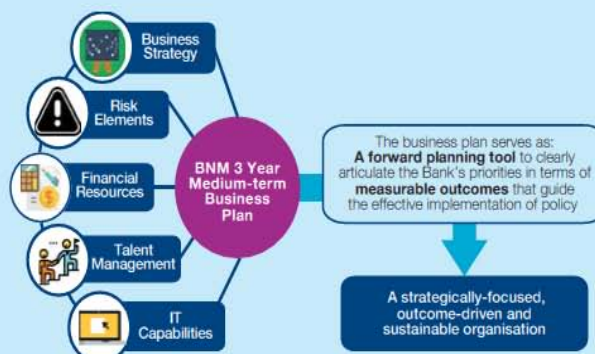 Business
Strategy
Risk
Elements
Financial
Resources
Talent
Management
IT
Capabilities
BNM 3 Year
Medium-term
Business
Plan
The business plan serves as:
A forward planning tool to clearly
articulate the Bank's priorities in terms of
measurable outcomes that guide
the effective implementation of policy
A strategically-focused,
outcome-driven and
sustainable organisation